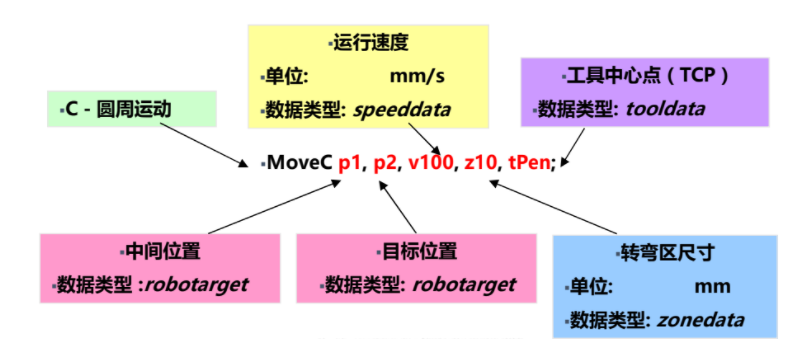 ▪运行速度
▪单位: mm/s
▪数据类型: speeddata
▪工具中心点（TCP）
▪数据类型: tooldata
▪C - 圆周运动
▪MoveC p1, p2, v100, z10, tPen;
▪中间位置
▪数据类型 :robotarget
▪目标位置
▪数据类型: robotarget
▪转弯区尺寸
▪单位: mm
▪数据类型: zonedata